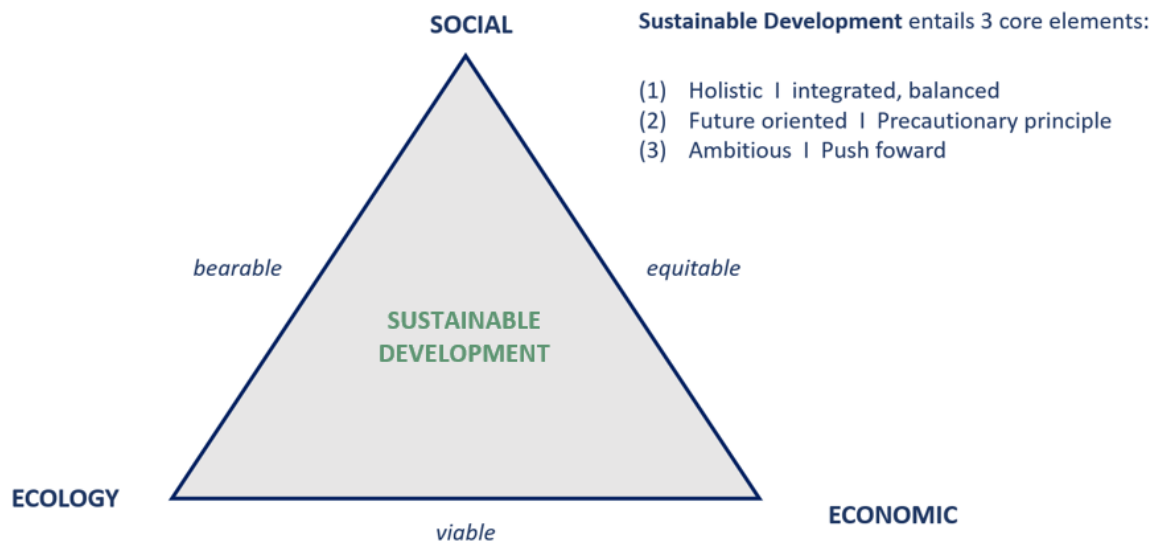 SOCIAL
Sustainable Development entails 3 core elements:
(1) Holistic I integrated, balanced
(2) Future oriented I Precautionary principle
(3) Ambitious I Push foward
bearable
equitable
SUSTAINABLE
DEVELOPMENT
ECOLOGY
ECONOMIC
viable